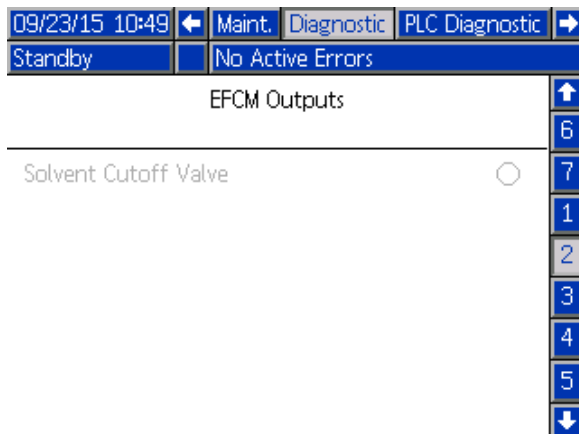 09/23/15 10:49 Maint. Diagnostic PLC Diagnostic
Standby No Active Errors
EFCM Outputs
6
Solvent Cutoff Valve
7
1
2
3
4
5